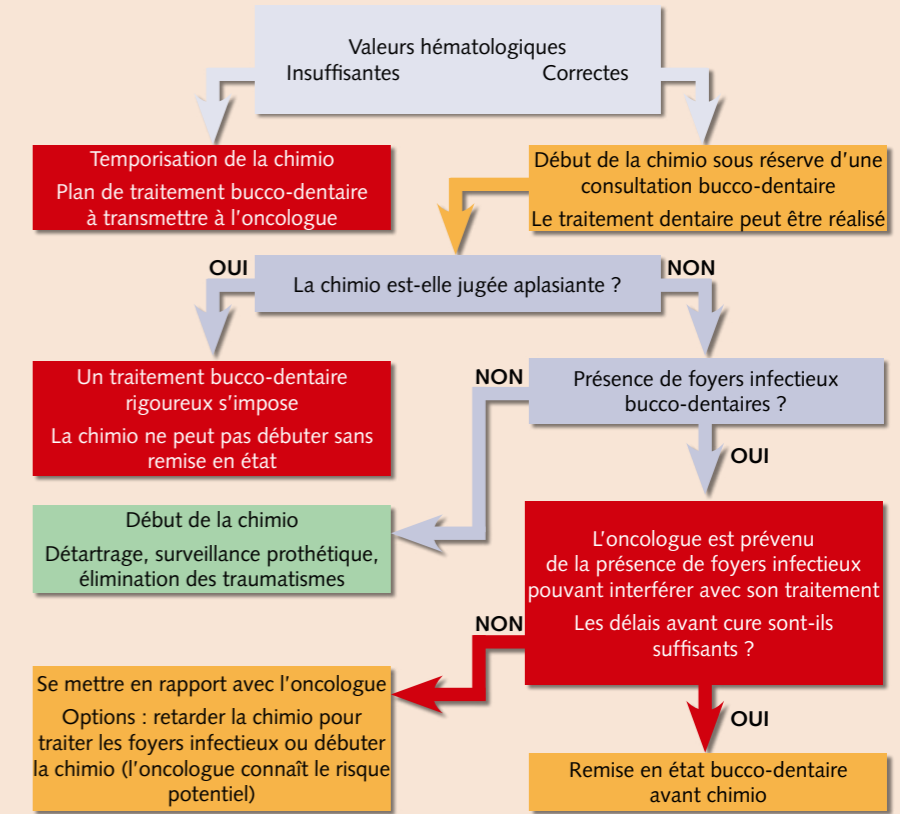 Valeurs hématologiques
Insuffisantes Correctes
Temporisation de la chimio
Plan de traitement bucco-dentaire
à transmettre à l'oncologue
Début de la chimio sous réserve d'une
consultation bucco-dentaire
Le traitement dentaire peut être réalisé
OUI
La chimio est-elle jugée aplasiante ?
NON
Un traitement bucco-dentaire
rigoureux s'impose
La chimio ne peut pas débuter sans
remise en état
NON
Présence de foyers infectieux
bucco-dentaires ?
OUI
Début de la chimio
Détartrage, surveillance prothétique,
élimination des traumatismes
L'oncologue est prévenu
de la présence de foyers infectieux
pouvant interférer avec son traitement
Les délais avant cure sont-ils
suffisants ?
NON
Se mettre en rapport avec l'oncologue
Options : retarder la chimio pour
traiter les foyers infectieux ou débuter
la chimio (l'oncologue connaît le risque
potentiel)
OUI
Remise en état bucco-dentaire
avant chimio